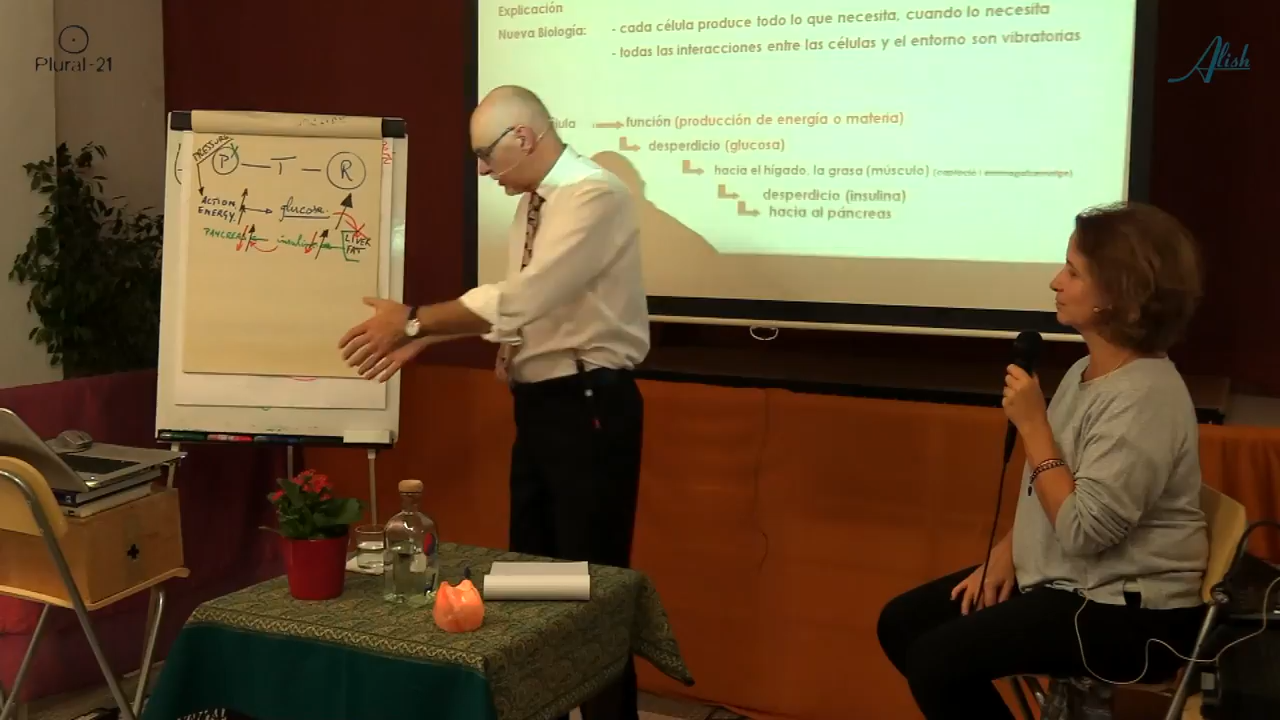 Plural-21
Alish
Explicación
Nueva Biología:
- cada célula produce todo lo que necesita, cuando lo necesita
- todas las interacciones entre las células y el entorno son vibratorias
función (producción de energía o materia)
desperdicio (glucosa)
hacia el hígado, la grasa (músculo)
desperdicio (insulina)
hacia al páncreas
PRESSURE
P — T — R
ACTION
ENERGY
glucosa
PANCREAS
LIVER
FAT